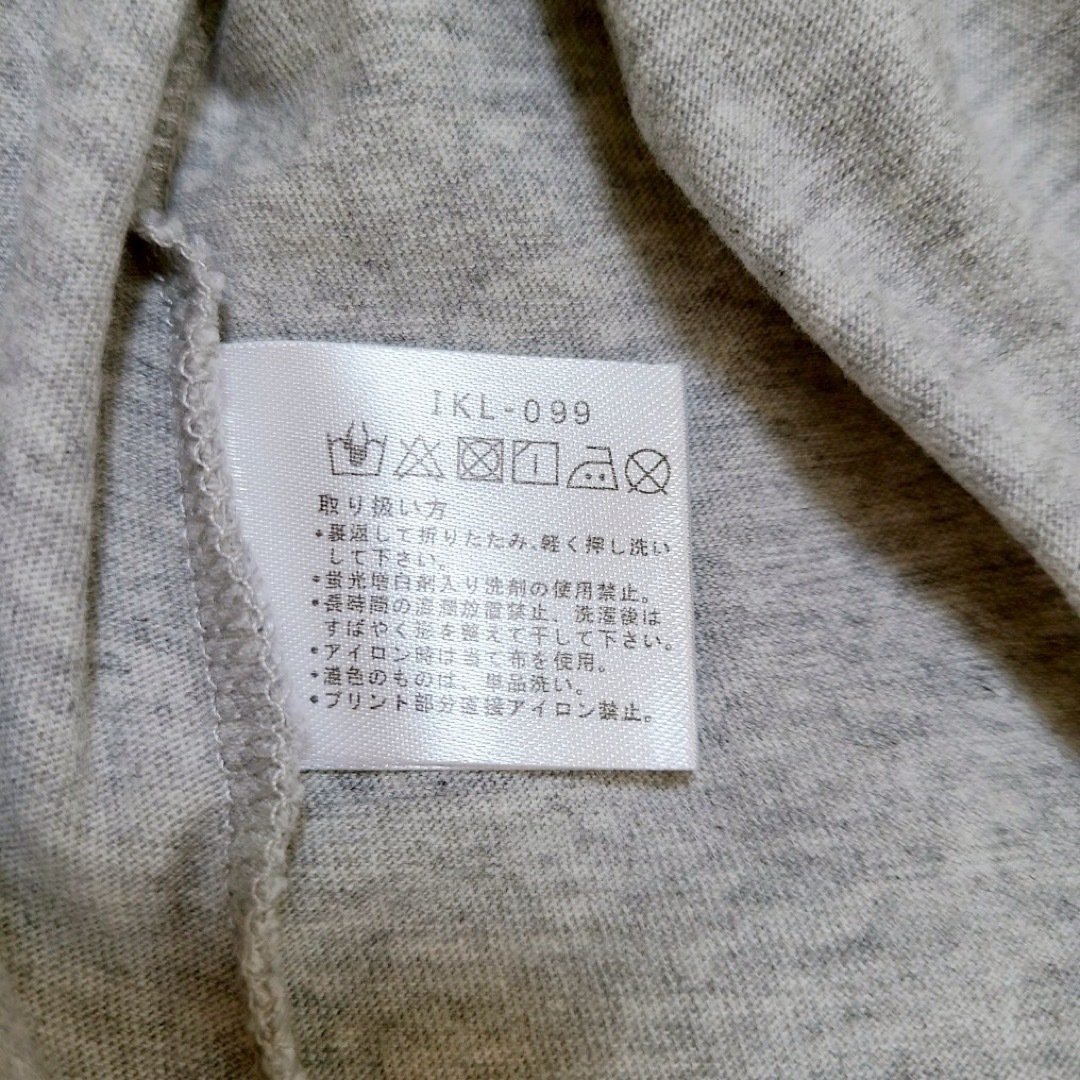 IKL-099
取り扱い方
•裏返して折りたたみ、軽く押し洗い
して下さい。
•蛍光増白剤入り洗剤の使用禁止。
•長時間の湿潤放置禁止、洗濯後は
すばやく形を整えて干して下さい。
•アイロン時は当て布を使用。
•濃色のものは、単品洗い。
•プリント部分直接アイロン禁止。